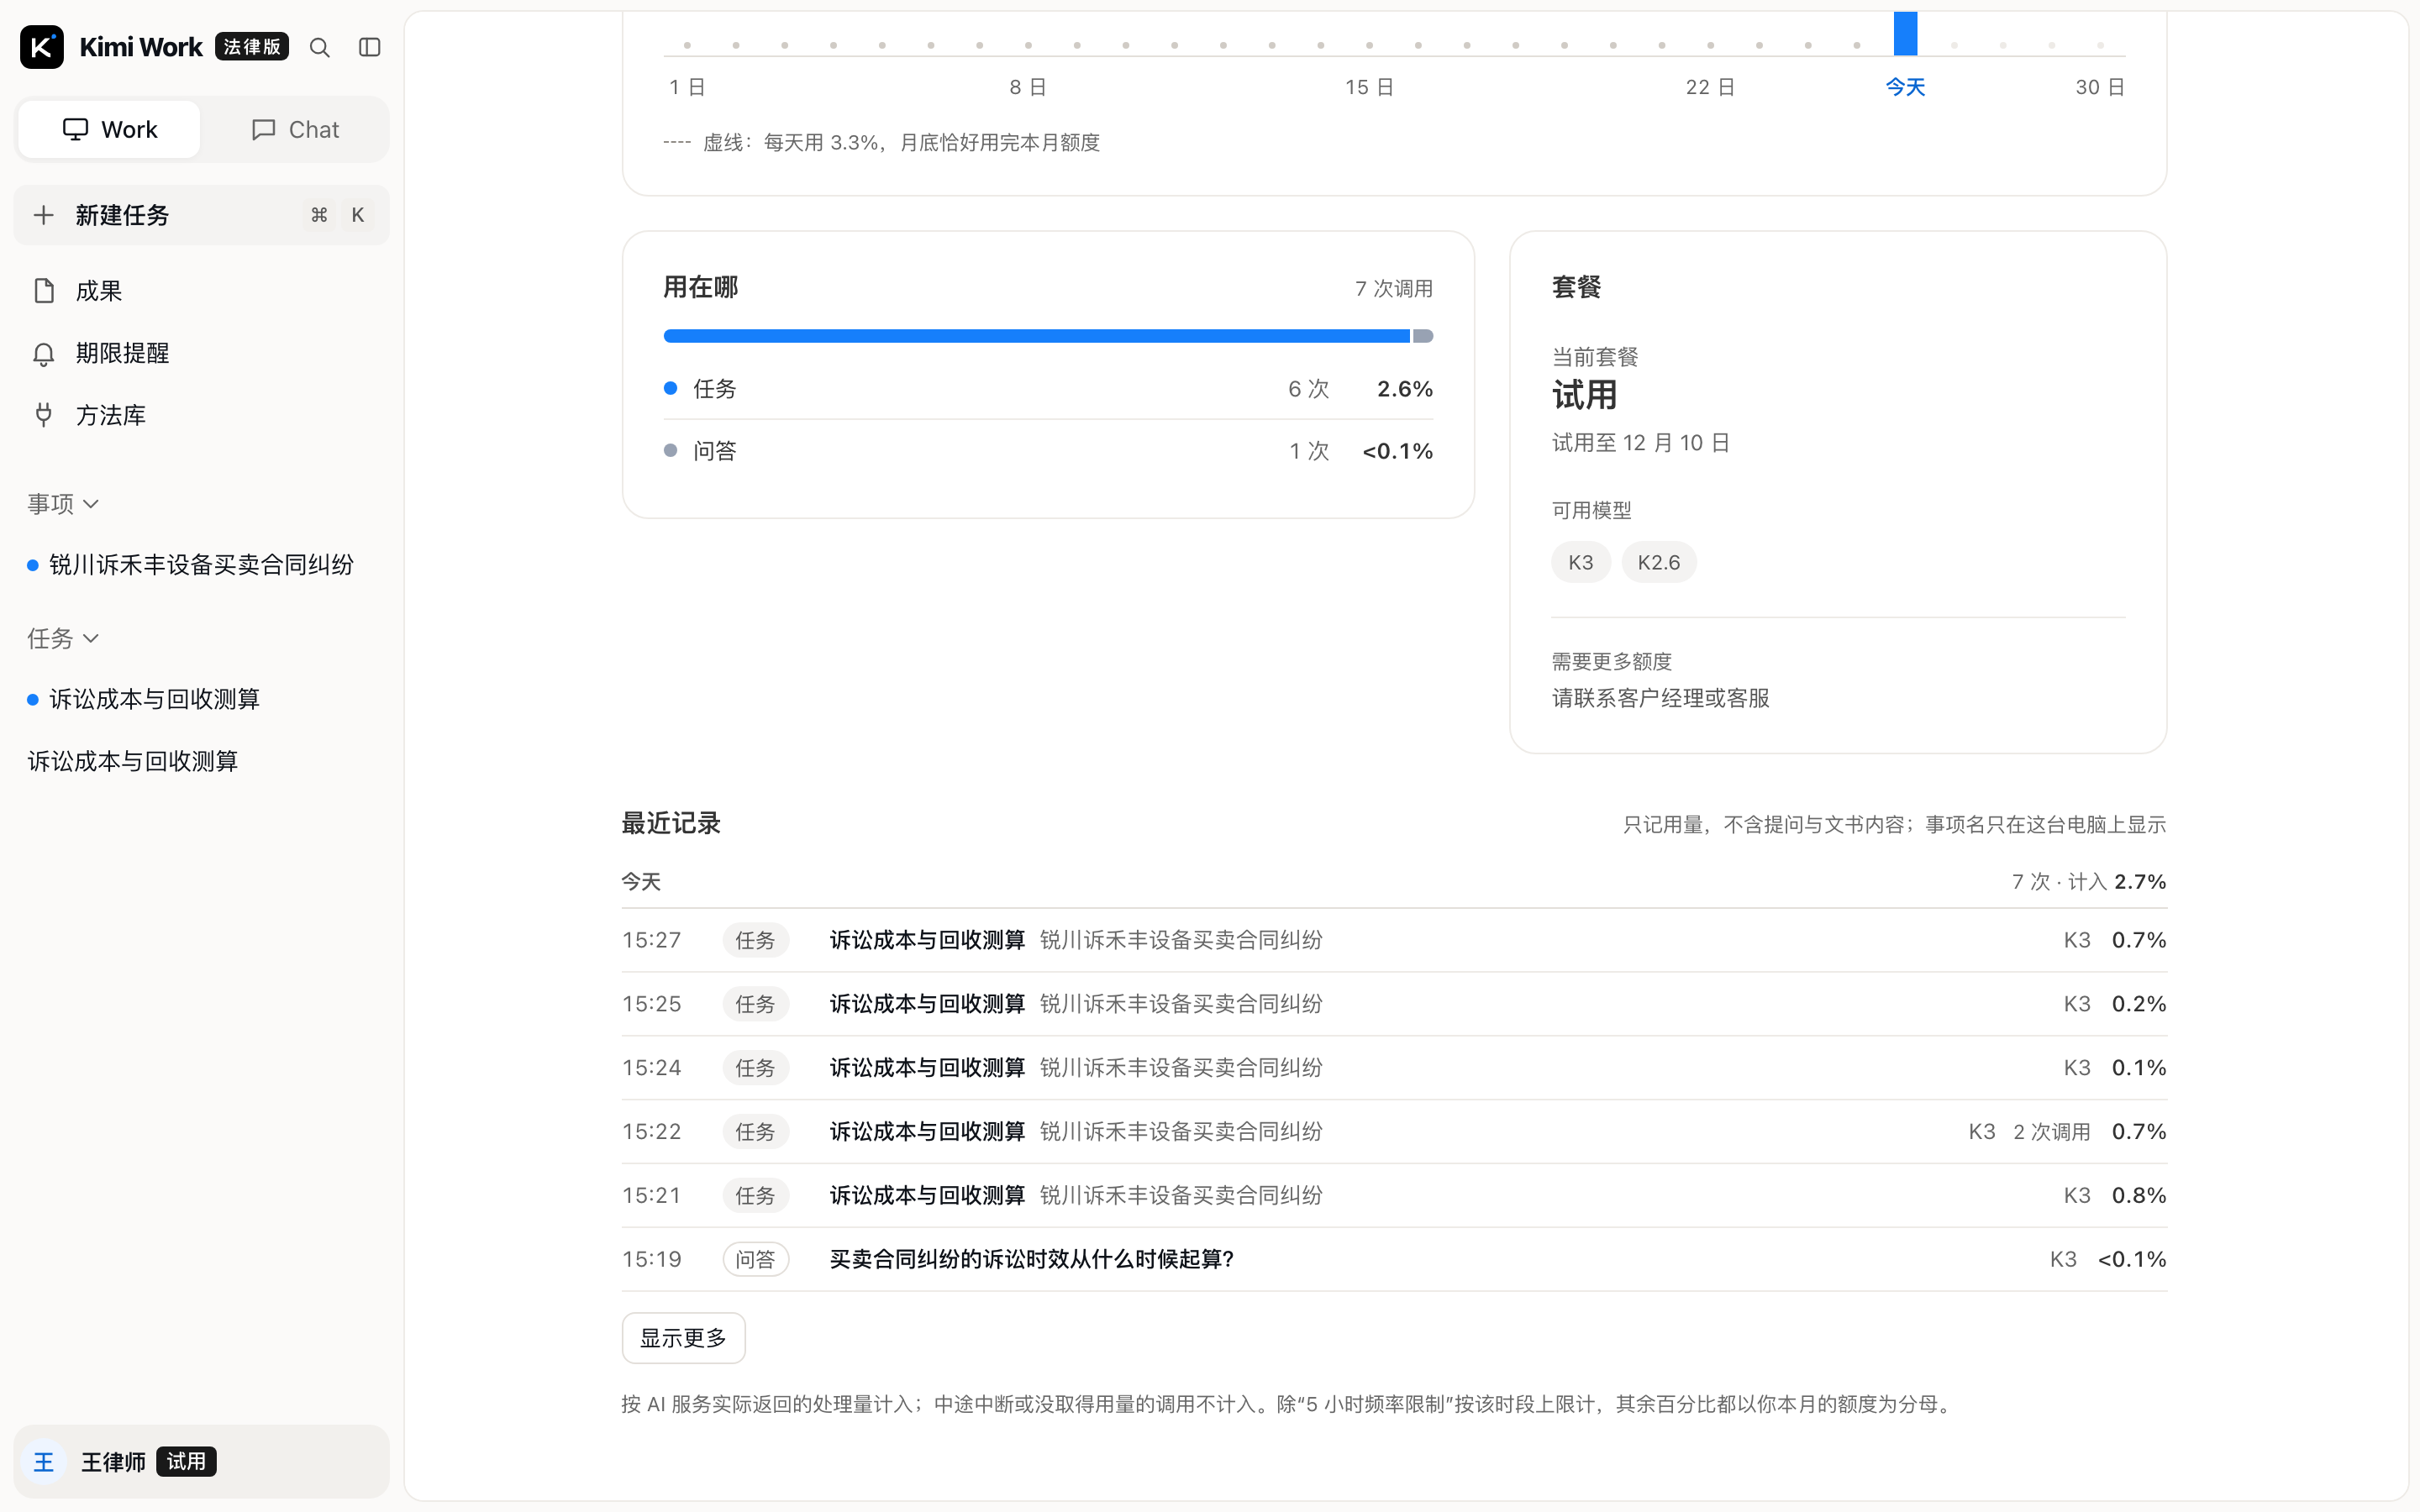 Kimi Work 法律版
Work
Chat
新建任务 ⌘ K
成果
期限提醒
方法库
事项
锐川诉禾丰设备买卖合同纠纷
任务
诉讼成本与回收测算
诉讼成本与回收测算
王 王律师 试用
1 日 8 日 15 日 22 日 今天 30 日
---- 虚线：每天用 3.3%，月底恰好用完本月额度
用在哪 7 次调用
任务 6 次 2.6%
问答 1 次 <0.1%
套餐
当前套餐
试用
试用至 12 月 10 日
可用模型
K3 K2.6
需要更多额度
请联系客户经理或客服
最近记录 只记用量，不含提问与文书内容；事项名只在这台电脑上显示
今天 7 次 · 计入 2.7%
15:27 任务 诉讼成本与回收测算 锐川诉禾丰设备买卖合同纠纷 K3 0.7%
15:25 任务 诉讼成本与回收测算 锐川诉禾丰设备买卖合同纠纷 K3 0.2%
15:24 任务 诉讼成本与回收测算 锐川诉禾丰设备买卖合同纠纷 K3 0.1%
15:22 任务 诉讼成本与回收测算 锐川诉禾丰设备买卖合同纠纷 K3 2 次调用 0.7%
15:21 任务 诉讼成本与回收测算 锐川诉禾丰设备买卖合同纠纷 K3 0.8%
15:19 问答 买卖合同纠纷的诉讼时效从什么时候起算？ K3 <0.1%
显示更多
按 AI 服务实际返回的处理量计入；中途中断或没取得用量的调用不计入。除“5 小时频率限制”按该时段上限计，其余百分比都以你本月的额度为分母。